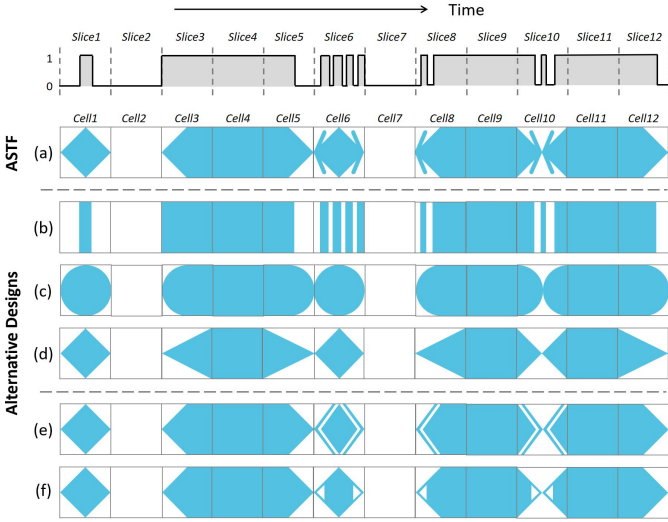 Time
Slice1 Slice2 Slice3 Slice4 Slice5 Slice6 Slice7 Slice8 Slice9 Slice10 Slice11 Slice12
1
0
Cell1 Cell2 Cell3 Cell4 Cell5 Cell6 Cell7 Cell8 Cell9 Cell10 Cell11 Cell12
ASTF
(a)
Alternative Designs
(b)
(c)
(d)
(e)
(f)